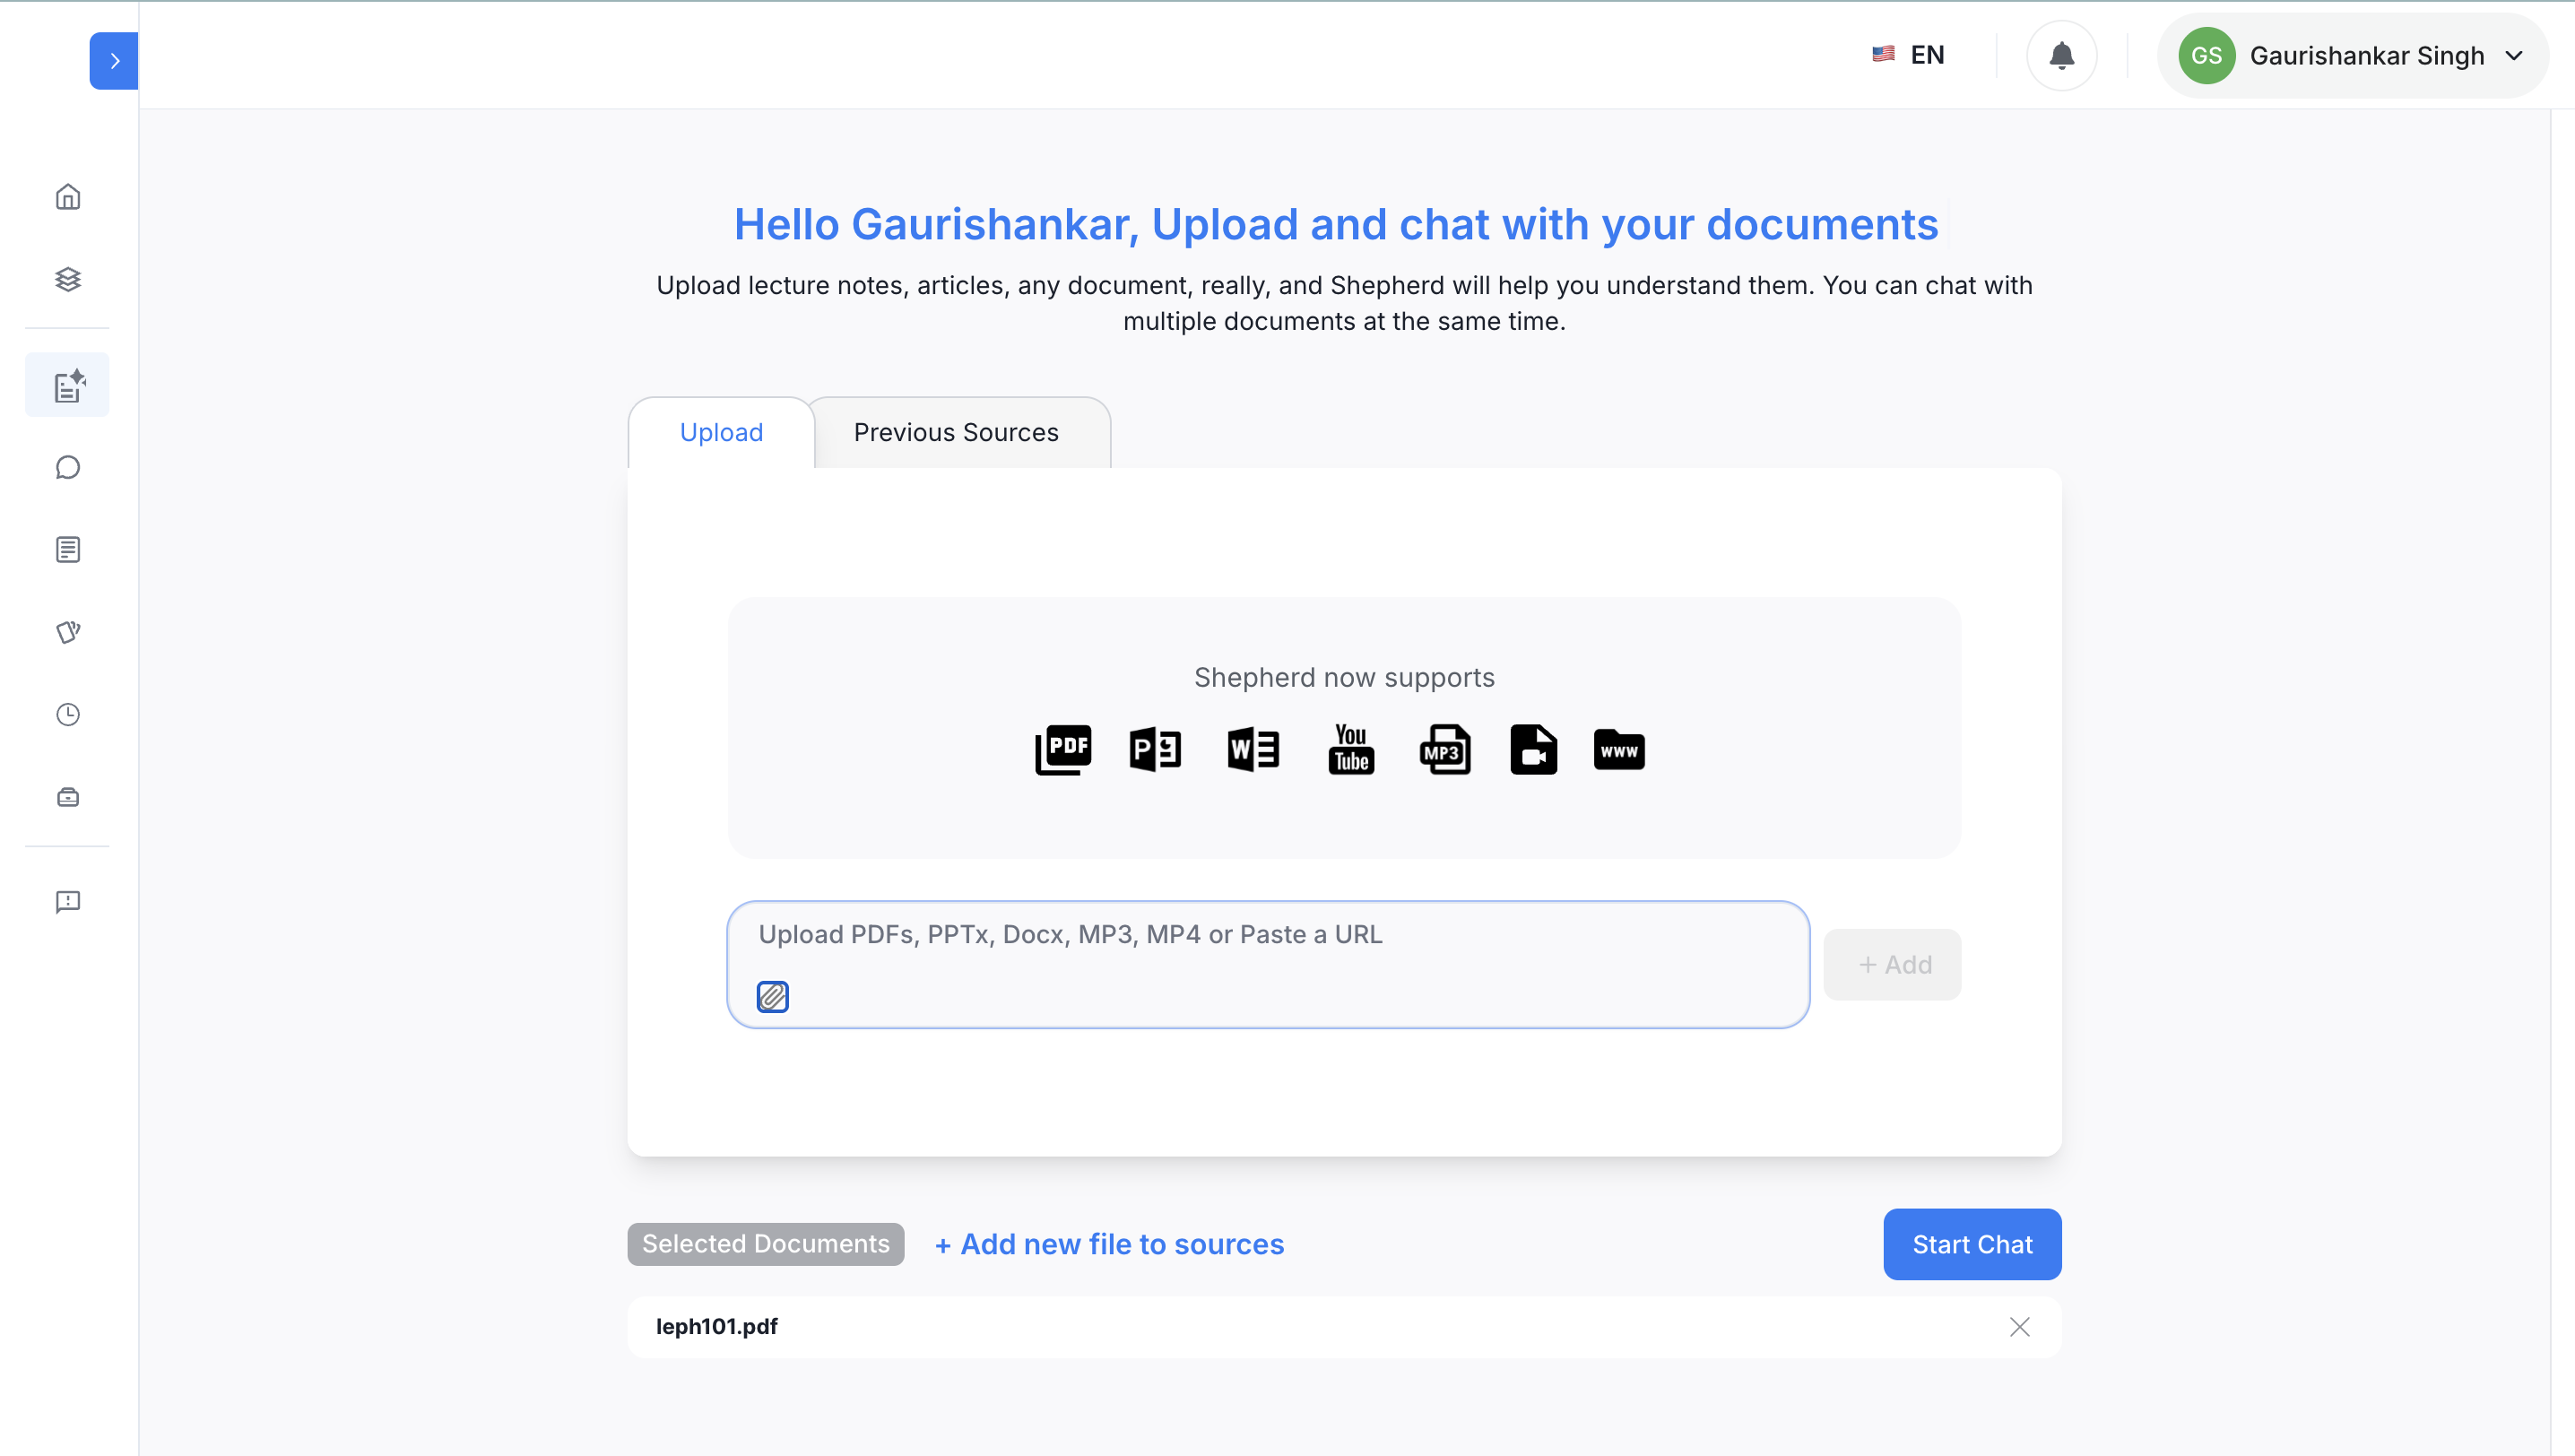 EN
GS
Gaurishankar Singh
Hello Gaurishankar, Upload and chat with your documents
Upload lecture notes, articles, any document, really, and Shepherd will help you understand them. You can chat with
multiple documents at the same time.
Upload
Previous Sources
Shepherd now supports
PDF
P
W
You
Tube
MP3
WWW
Upload PDFs, PPTx, Docx, MP3, MP4 or Paste a URL
+ Add
Selected Documents
+ Add new file to sources
Start Chat
leph101.pdf